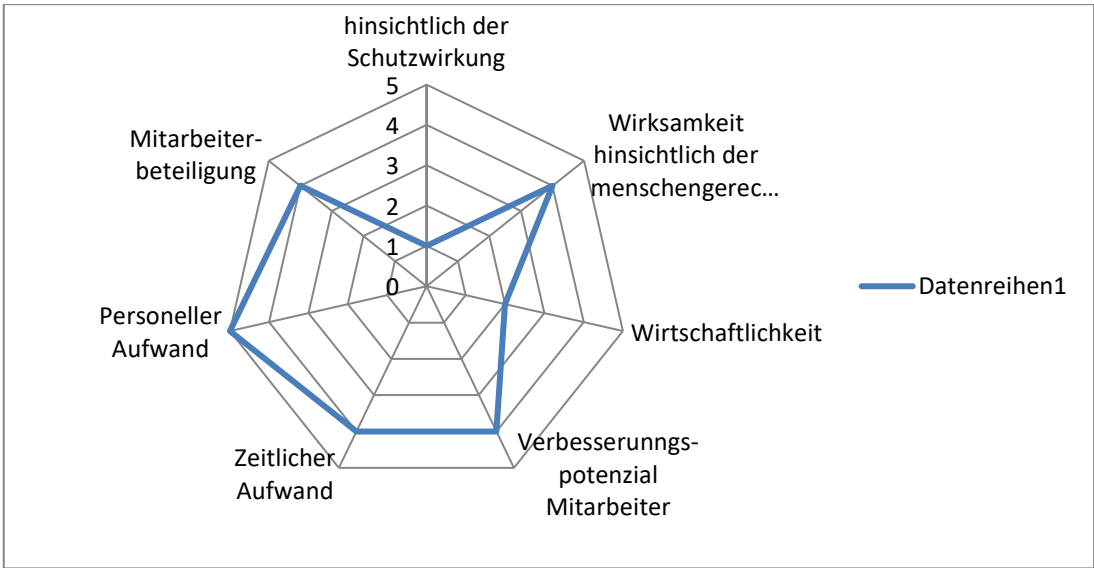 hinsichtlich der
Schutzwirkung
5
4
3
2
1
0
Wirksamkeit
hinsichtlich der
menschengerec...
Wirtschaftlichkeit
Verbesserunngs-
potenzial
Mitarbeiter
Zeitlicher
Aufwand
Personeller
Aufwand
Mitarbeiter-
beteiligung
Datenreihen1